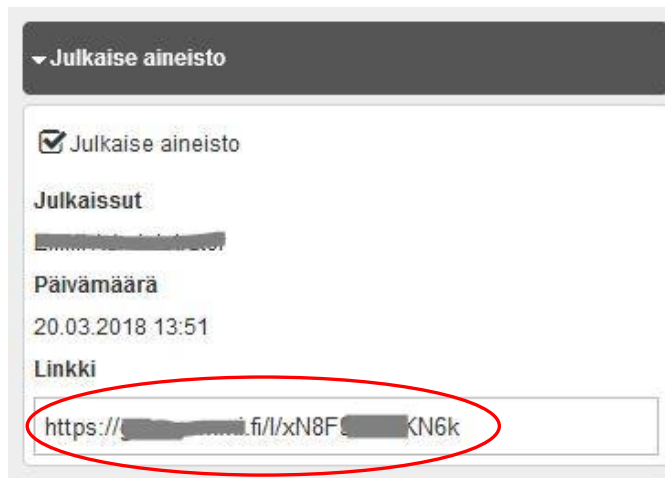 Julkaise aineisto
Julkaise aineisto
Julkaissut
Päivämäärä
20.03.2018 13:51
Linkki
https:// .fi/l/xN8F KN6k